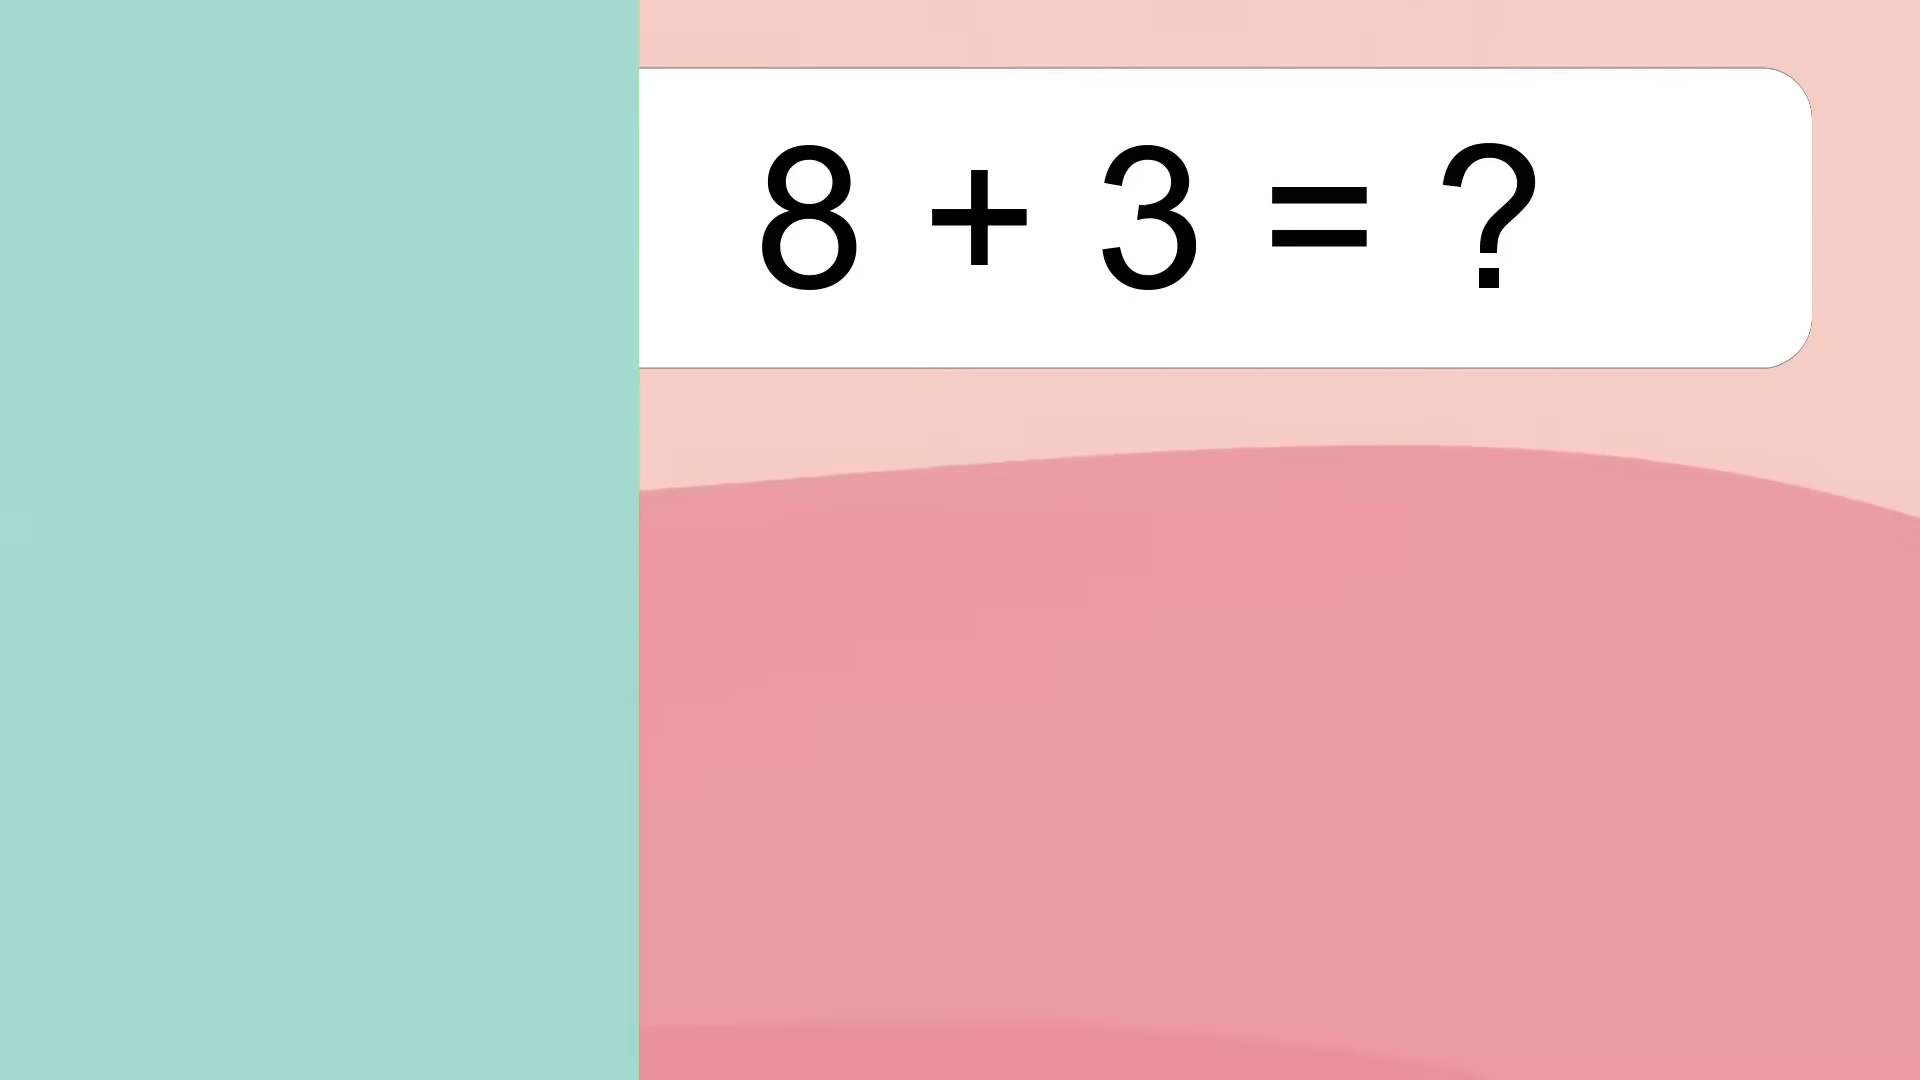 8 + 3 = ?